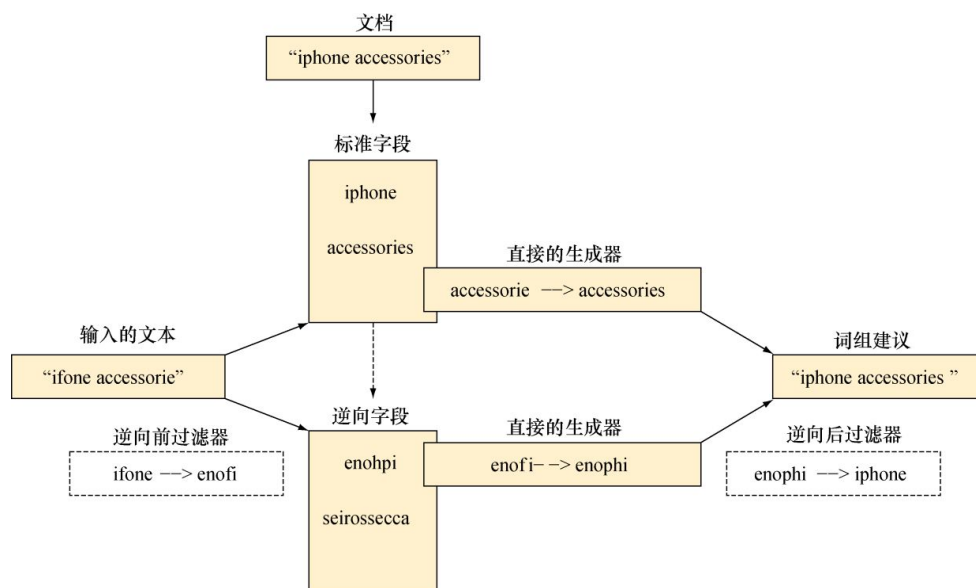 文档
“iphone accessories”
标准字段
iphone
accessories
直接的生成器
accessorie —–> accessories
输入的文本
“ifone accessorie”
词组建议
“iphone accessories ”
逆向前过滤器
ifone —–> enofi
逆向字段
enohpi
seirossecca
直接的生成器
enofi– –> enophi
逆向后过滤器
enophi —–> iphone